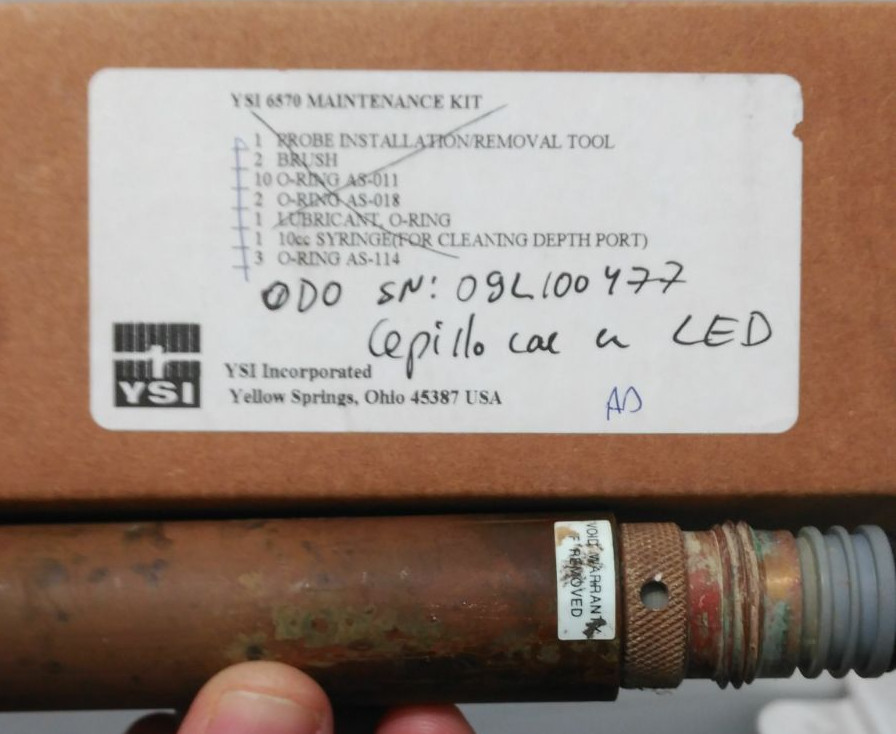 YSI 6570 MAINTENANCE KIT
1 PROBE INSTALLATION/REMOVAL TOOL
2 BRUSH
10 O-RING AS-011
2 O-RING AS-018
1 LUBRICANT, O-RING
1 10cc SYRINGE(FOR CLEANING DEPTH PORT)
3 O-RING AS-114
ODO SN: 09L100477
Cepillo cae en LED
YSI
YSI Incorporated
Yellow Springs, Ohio 45387 USA
AD
VOID WARRANTY
IF REMOVED